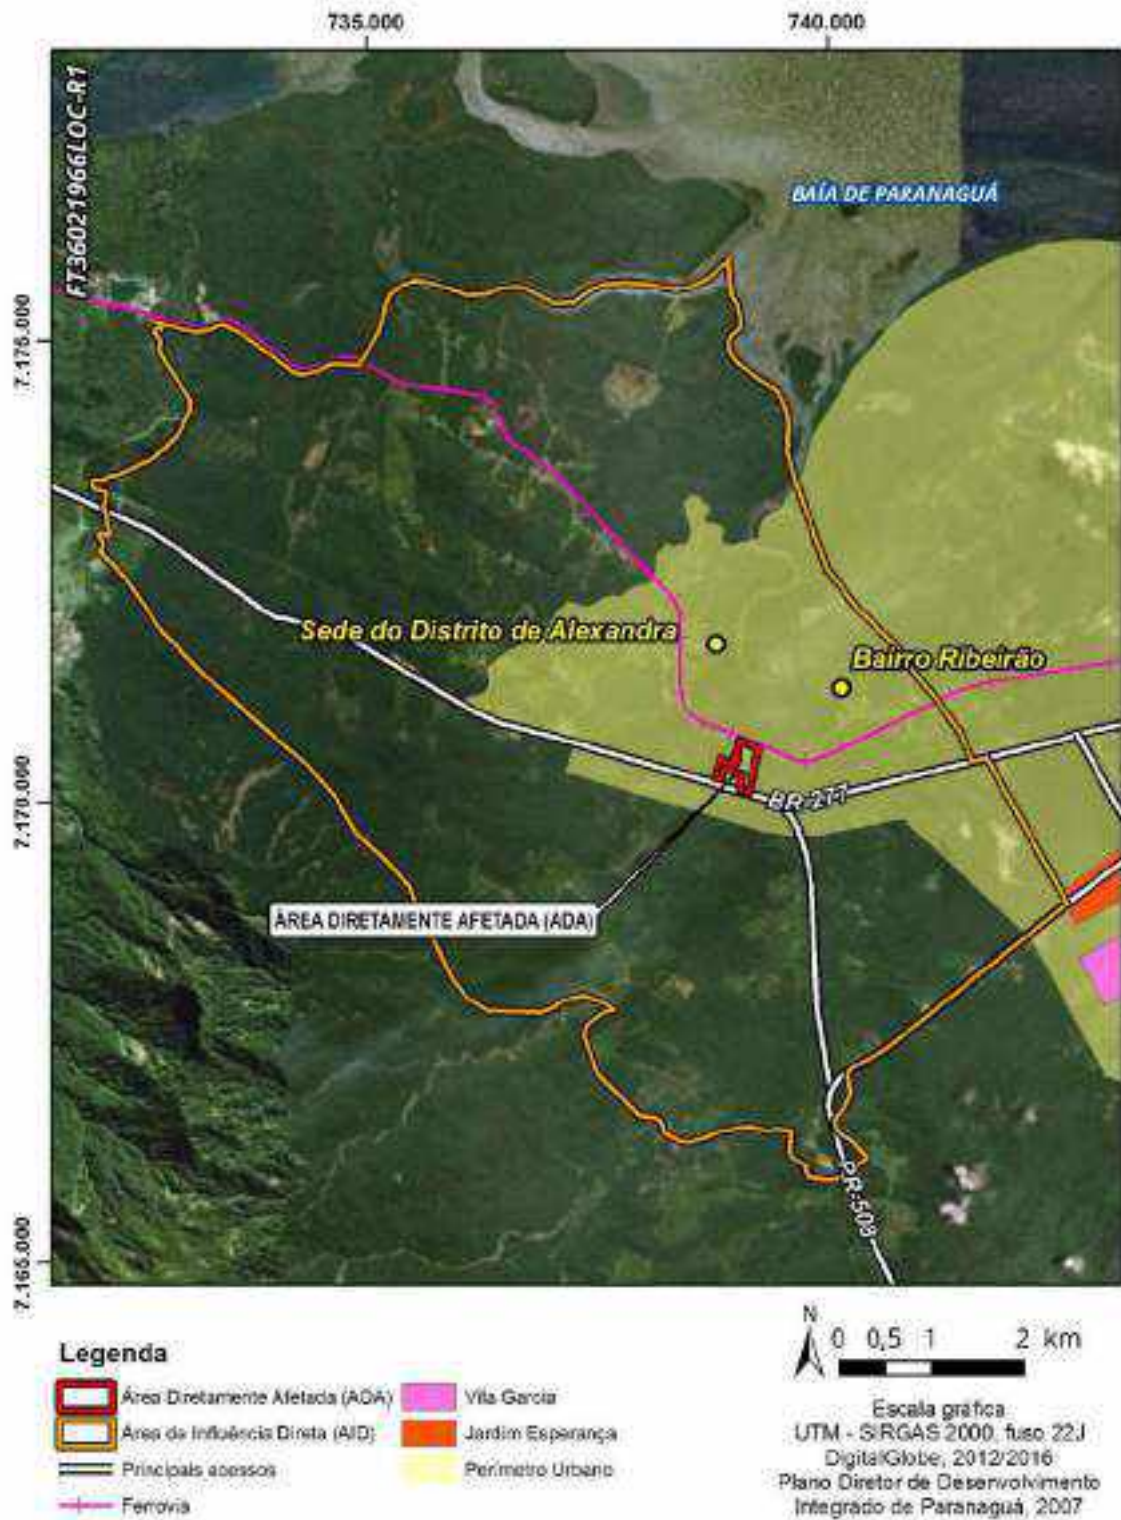 735.000
740.000
FT36021966LOC-R1
BAÍA DE PARANAGUÁ
7.175.000
Sede do Distrito de Alexandra
Bairro Ribeirão
7.170.000
BR-277
ÁREA DIRETAMENTE AFETADA (ADA)
PR-508
7.165.000
Legenda
Área Diretamente Afetada (ADA)
Área de Influência Direta (AID)
Principais acessos
Ferrovia
Vila Garcia
Jardim Esperança
Perímetro Urbano
N
0 0,5 1 2 km
Escala gráfica
UTM - SIRGAS 2000, fuso 22J
DigitalGlobe, 2012/2016
Plano Diretor de Desenvolvimento
Integrado de Paranaguá, 2007